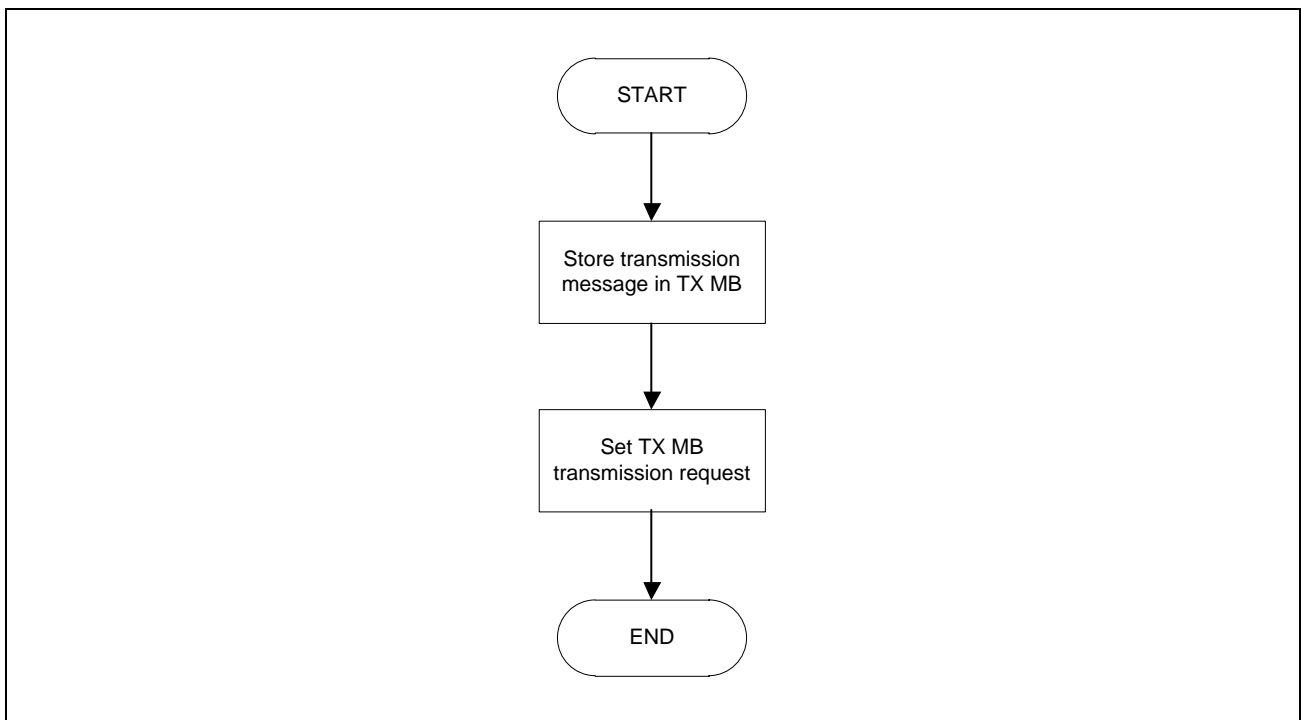 START
Store transmission
message in TX MB
Set TX MB
transmission request
END